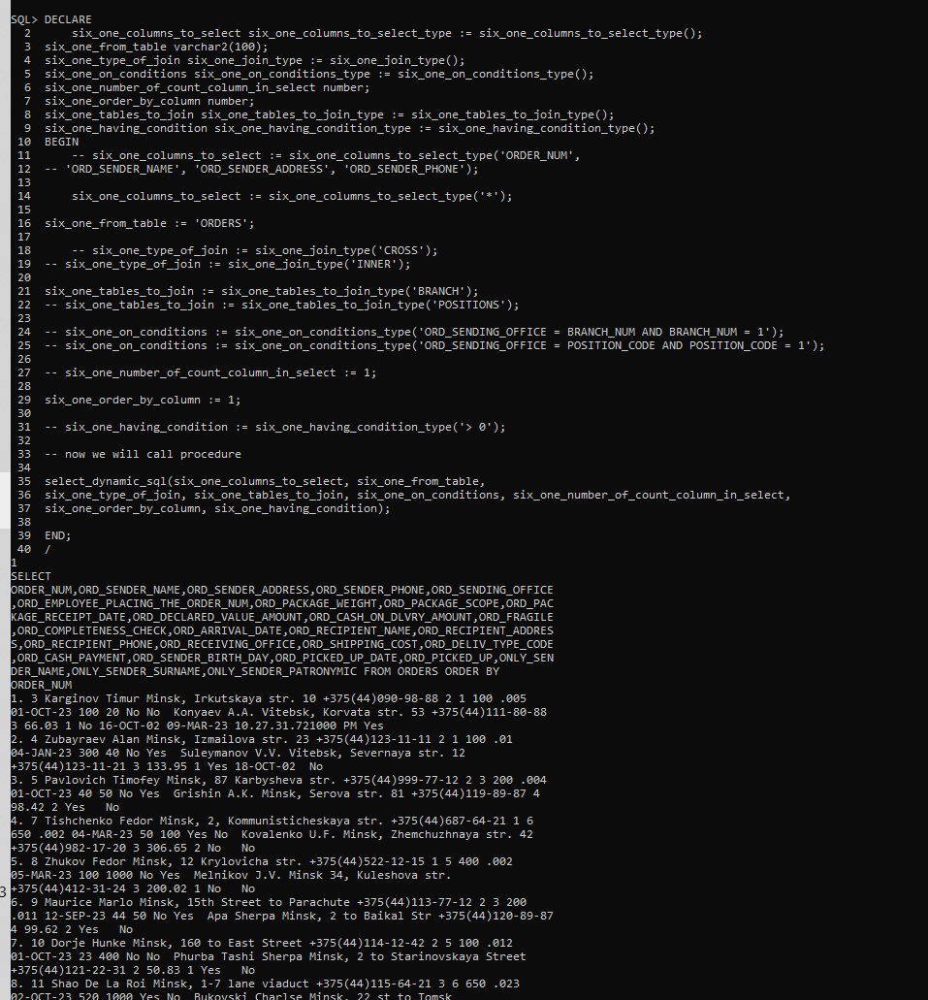 SQL> DECLARE
  2      six_one_columns_to_select six_one_columns_to_select_type := six_one_columns_to_select_type();
  3  six_one_from_table varchar2(100);
  4  six_one_type_of_join six_one_join_type := six_one_join_type();
  5  six_one_on_conditions six_one_on_conditions_type := six_one_on_conditions_type();
  6  six_one_number_of_count_column_in_select number;
  7  six_one_order_by_column number;
  8  six_one_tables_to_join six_one_tables_to_join_type := six_one_tables_to_join_type();
  9  six_one_having_condition six_one_having_condition_type := six_one_having_condition_type();
 10  BEGIN
 11      -- six_one_columns_to_select := six_one_columns_to_select_type('ORDER_NUM',
 12  -- 'ORD_SENDER_NAME', 'ORD_SENDER_ADDRESS', 'ORD_SENDER_PHONE');
 13
 14      six_one_columns_to_select := six_one_columns_to_select_type('*');
 15
 16  six_one_from_table := 'ORDERS';
 17
 18      -- six_one_type_of_join := six_one_join_type('CROSS');
 19  -- six_one_type_of_join := six_one_join_type('INNER');
 20
 21  six_one_tables_to_join := six_one_tables_to_join_type('BRANCH');
 22  -- six_one_tables_to_join := six_one_tables_to_join_type('POSITIONS');
 23
 24  -- six_one_on_conditions := six_one_on_conditions_type('ORD_SENDING_OFFICE = BRANCH_NUM AND BRANCH_NUM = 1');
 25  -- six_one_on_conditions := six_one_on_conditions_type('ORD_SENDING_OFFICE = POSITION_CODE AND POSITION_CODE = 1');
 26
 27  -- six_one_number_of_count_column_in_select := 1;
 28
 29  six_one_order_by_column := 1;
 30
 31  -- six_one_having_condition := six_one_having_condition_type('> 0');
 32
 33  -- now we will call procedure
 34
 35  select_dynamic_sql(six_one_columns_to_select, six_one_from_table,
 36  six_one_type_of_join, six_one_tables_to_join, six_one_on_conditions, six_one_number_of_count_column_in_select,
 37  six_one_order_by_column, six_one_having_condition);
 38
 39  END;
 40  /
1
SELECT
ORDER_NUM,ORD_SENDER_NAME,ORD_SENDER_ADDRESS,ORD_SENDER_PHONE,ORD_SENDING_OFFICE
,ORD_EMPLOYEE_PLACING_THE_ORDER_NUM,ORD_PACKAGE_WEIGHT,ORD_PACKAGE_SCOPE,ORD_PAC
KAGE_RECEIPT_DATE,ORD_DECLARED_VALUE_AMOUNT,ORD_CASH_ON_DLVRY_AMOUNT,ORD_FRAGILE
,ORD_COMPLETENESS_CHECK,ORD_ARRIVAL_DATE,ORD_RECIPIENT_NAME,ORD_RECIPIENT_ADDRES
S,ORD_RECIPIENT_PHONE,ORD_RECEIVING_OFFICE,ORD_SHIPPING_COST,ORD_DELIV_TYPE_CODE
,ORD_CASH_PAYMENT,ORD_SENDER_BIRTH_DAY,ORD_PICKED_UP_DATE,ORD_PICKED_UP,ONLY_SEN
DER_NAME,ONLY_SENDER_SURNAME,ONLY_SENDER_PATRONYMIC FROM ORDERS ORDER BY
ORDER_NUM
1. 3 Karginov Timur Minsk, Irkutskaya str. 10 +375(44)090-98-88 2 1 100 .005
01-OCT-23 100 20 No No  Konyaev A.A. Vitebsk, Korvata str. 53 +375(44)111-80-88
3 66.03 1 No 16-OCT-02 09-MAR-23 10.27.31.721000 PM Yes
2. 4 Zubayraev Alan Minsk, Izmailova str. 23 +375(44)123-11-11 2 1 100 .01
04-JAN-23 300 40 No Yes  Suleymanov V.V. Vitebsk, Severnaya str. 12
+375(44)123-11-21 3 133.95 1 Yes 18-OCT-02  No
3. 5 Pavlovich Timofey Minsk, 87 Karbysheva str. +375(44)999-77-12 2 3 200 .004
01-OCT-23 40 50 No Yes  Grishin A.K. Minsk, Serova str. 81 +375(44)119-89-87 4
98.42 2 Yes   No
4. 7 Tishchenko Fedor Minsk, 2, Kommunisticheskaya str. +375(44)687-64-21 1 6
650 .002 04-MAR-23 50 100 Yes No  Kovalenko U.F. Minsk, Zhemchuzhnaya str. 42
+375(44)982-17-20 3 306.65 2 No   No
5. 8 Zhukov Fedor Minsk, 12 Krylovicha str. +375(44)522-12-15 1 5 400 .002
05-MAR-23 100 1000 No Yes  Melnikov J.V. Minsk 34, Kuleshova str.
+375(44)412-31-24 3 200.02 1 No   No
3
6. 9 Maurice Marlo Minsk, 15th Street to Parachute +375(44)113-77-12 2 3 200
.011 12-SEP-23 44 50 No Yes  Apa Sherpa Minsk, 2 to Baikal Str +375(44)120-89-87
4 99.62 2 Yes   No
7. 10 Dorje Hunke Minsk, 160 to East Street +375(44)114-12-42 2 5 100 .012
01-OCT-23 23 400 No No  Phurba Tashi Sherpa Minsk, 2 to Starinovskaya Street
+375(44)121-22-31 2 50.83 1 Yes   No
8. 11 Shao De La Roi Minsk, 1-7 lane viaduct +375(44)115-64-21 3 6 650 .023
02-OCT-23 520 1000 Yes No  Bukovski Charlse Minsk, 22 st to Tomsk